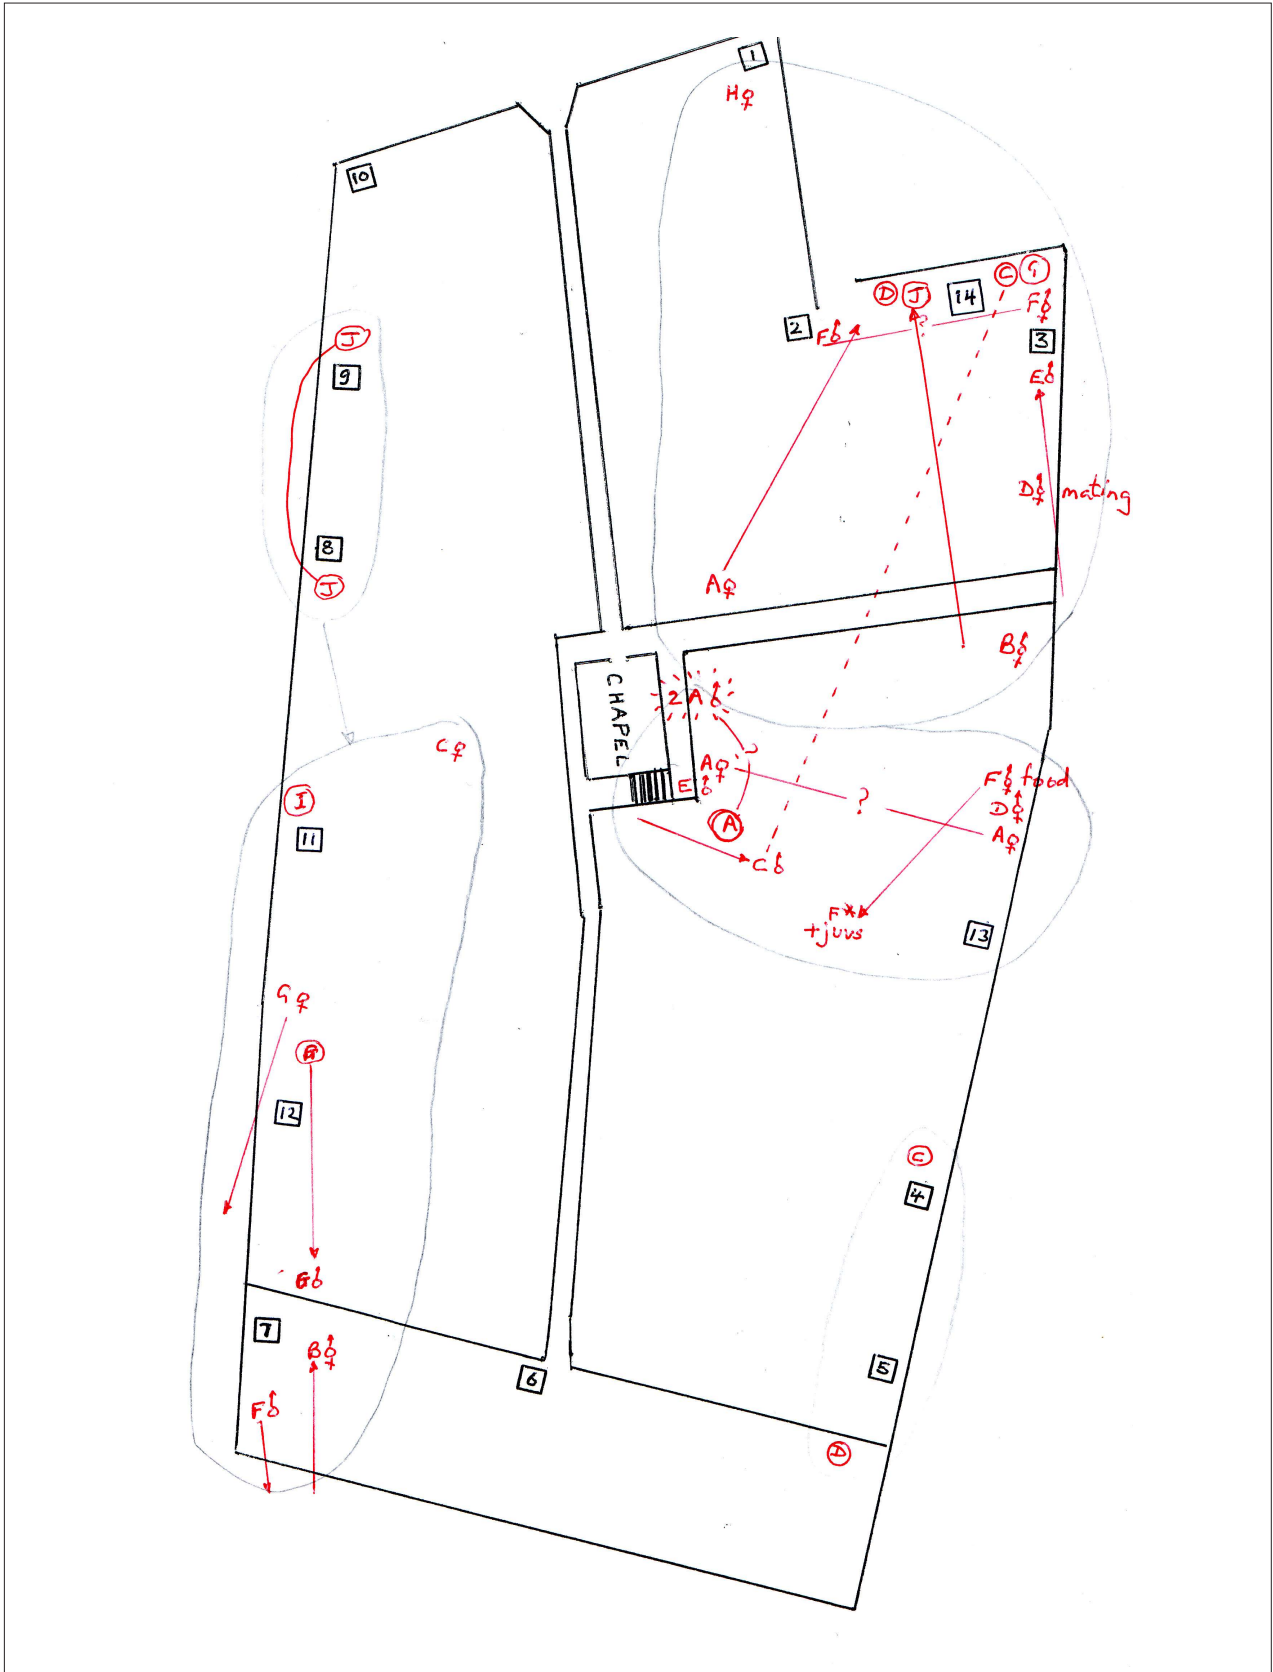 1
H♀
10
D J 14 C G
2 F♂
?
F⚥
3
E♂
J
9
D⚥ mating
8
J
A♀
B⚥
CHAPEL
2 A ♂
C♀
A♀
?
E ♂
F⚥ food
D⚥
?
A♀
I
11
A
C♂
F
+juvs
13
G♀
12
C
4
G♂
7
B⚥
6
5
F♂
D